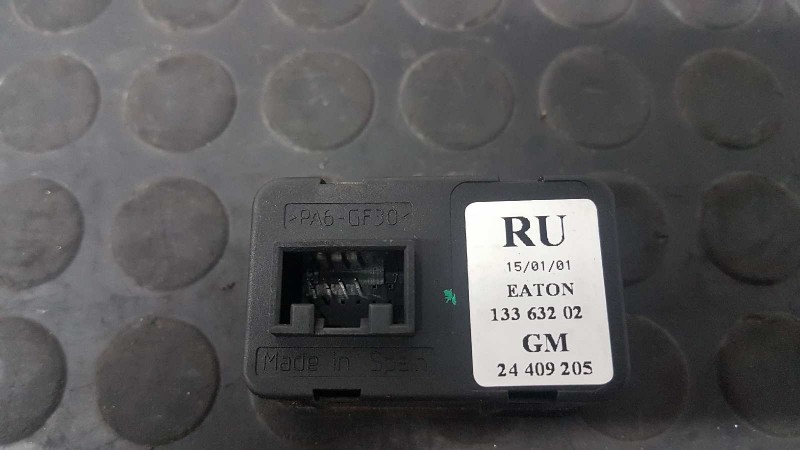 >PA6-GF30<
Made in Spain
RU
15/01/01
EATON
133 632 02
GM
24 409 205